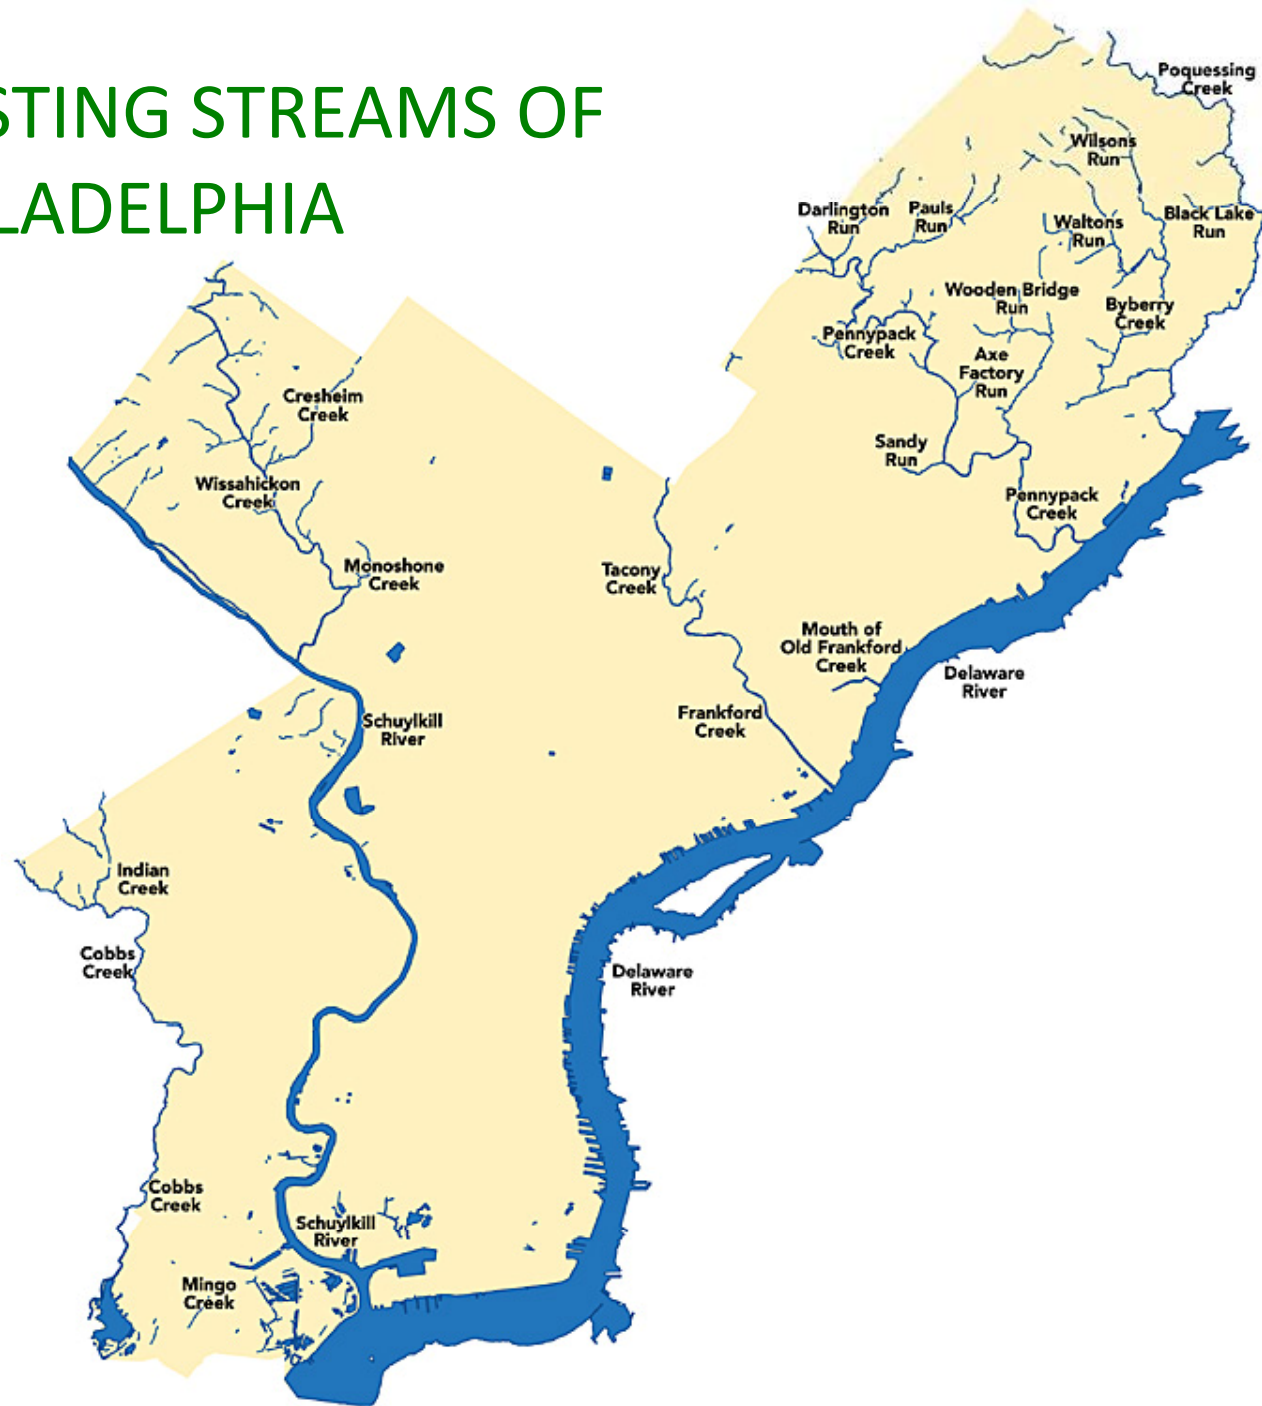 STING STREAMS OF
LADELPHIA
Poquessing
Creek
Wilsons
Run
Darlington
Run
Pauls
Run
Waltons
Run
Black Lake
Run
Wooden Bridge
Run
Byberry
Creek
Pennypack
Creek
Axe
Factory
Run
Cresheim
Creek
Sandy
Run
Wissahickon
Creek
Pennypack
Creek
Monoshone
Creek
Tacony
Creek
Mouth of
Old Frankford
Creek
Delaware
River
Schuylkill
River
Frankford
Creek
Indian
Creek
Cobbs
Creek
Delaware
River
Cobbs
Creek
Schuylkill
River
Mingo
Creek